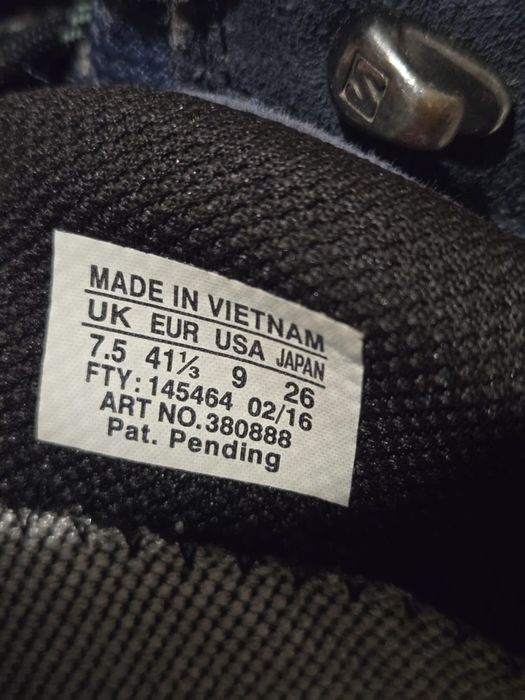 S
MADE IN VIETNAM
UK EUR USA JAPAN
7.5 41⅓ 9 26
FTY: 145464 02/16
ART NO. 380888
Pat. Pending